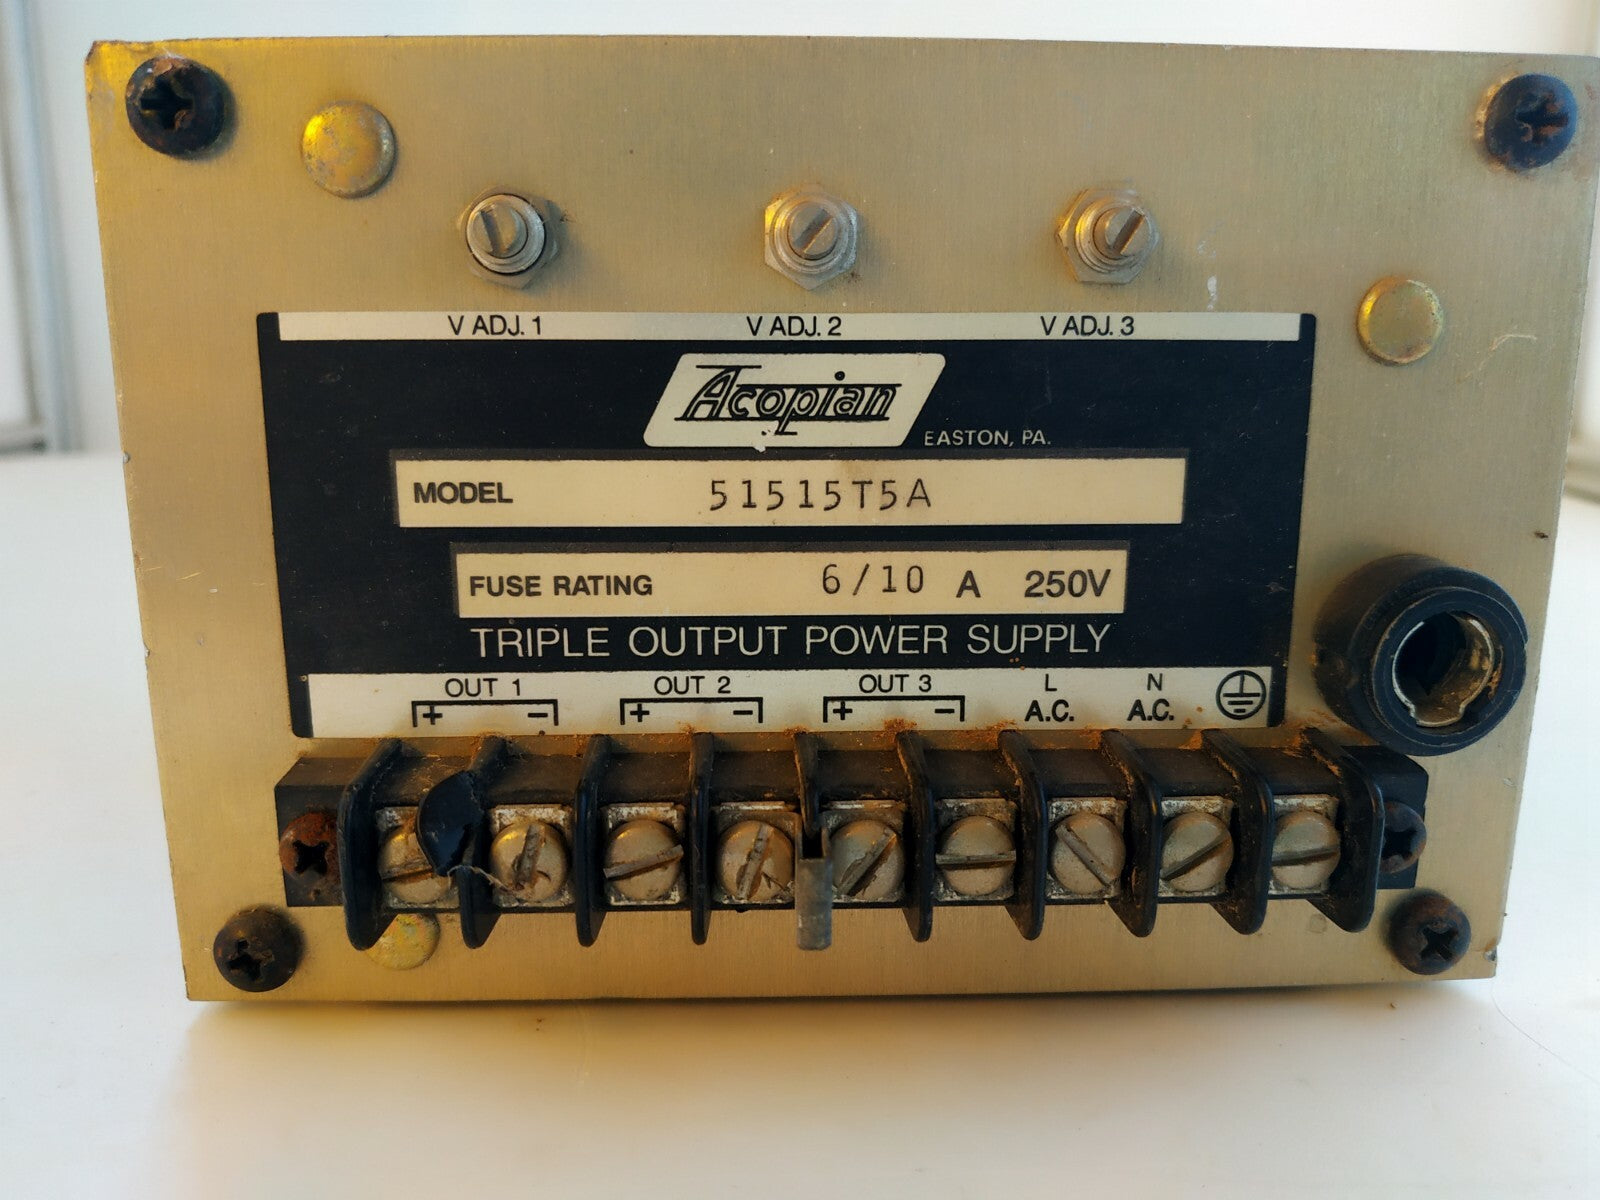 V ADJ. 1 V ADJ. 2 V ADJ. 3
Acopian
EASTON, PA.
MODEL 51515T5A
FUSE RATING 6/10 A 250V
TRIPLE OUTPUT POWER SUPPLY
OUT 1 OUT 2 OUT 3 L N
+ - + - + - A.C. A.C.